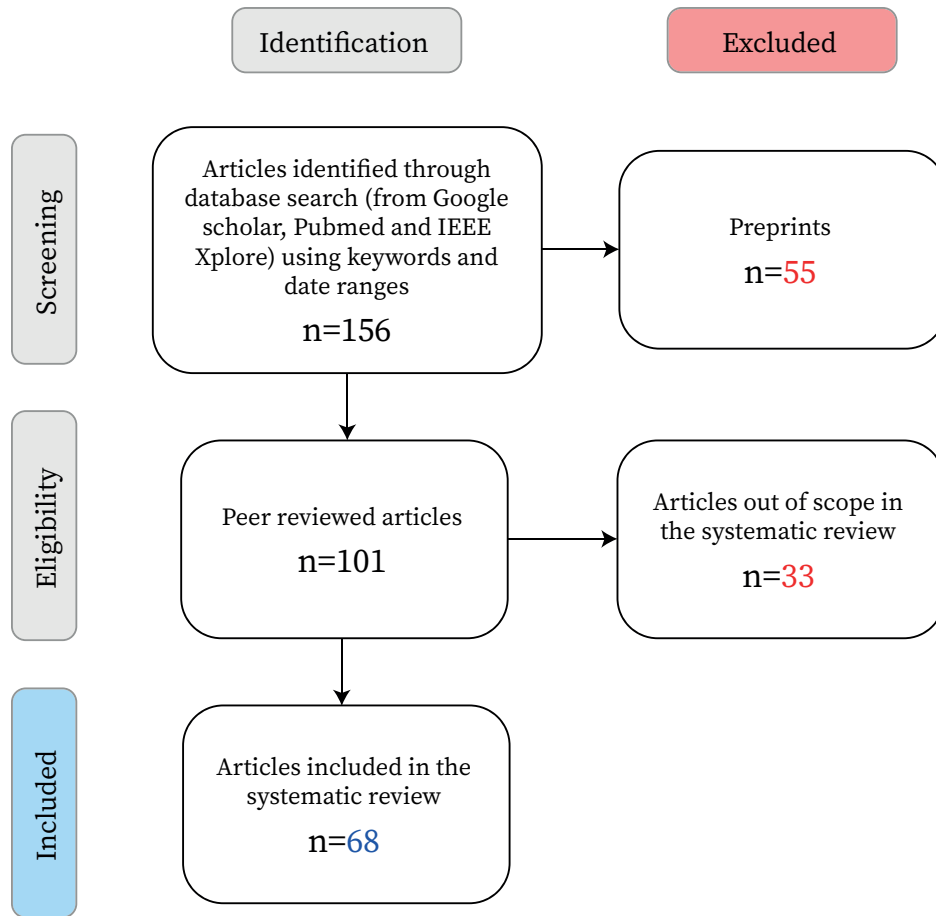 Identification
Excluded
Screening
Articles identified through
database search (from Google
scholar, Pubmed and IEEE
Xplore) using keywords and
date ranges
n=156
Preprints
n=55
Eligibility
Peer reviewed articles
n=101
Articles out of scope in
the systematic review
n=33
Included
Articles included in the
systematic review
n=68